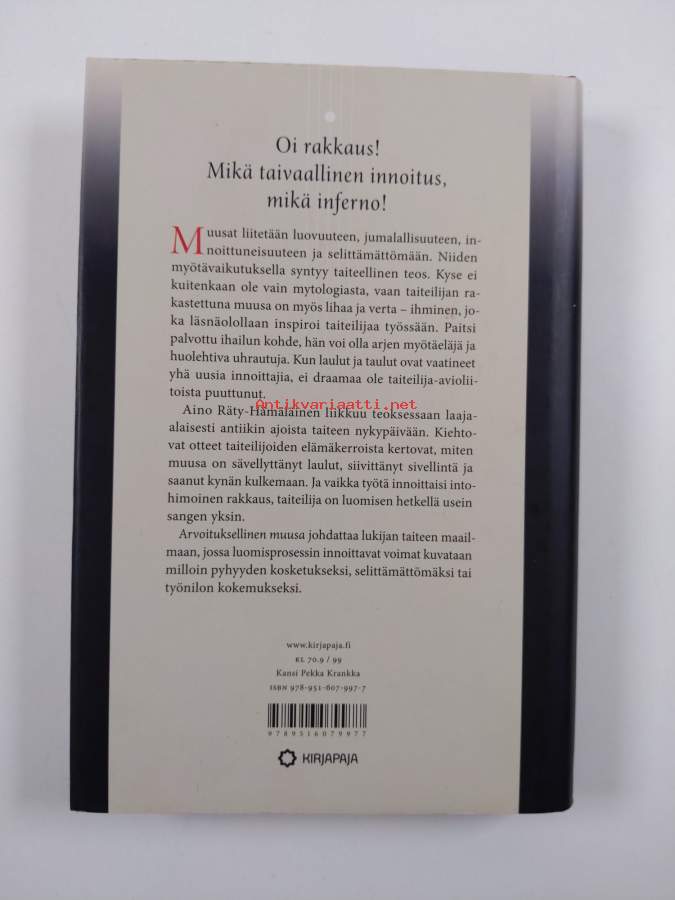 Oi rakkaus!
Mikä taivaallinen innoitus,
mikä inferno!
Muusat liitetään luovuuteen, jumalallisuuteen, in-
noittuneisuuteen ja selittämättömään. Niiden
myötävaikutuksella syntyy taiteellinen teos. Kyse ei
kuitenkaan ole vain mytologiasta, vaan taiteilijan ra-
kastettuna muusa on myös lihaa ja verta – ihminen, jo-
ka läsnäolollaan inspiroi taiteilijaa työssään. Paitsi
palvottu ihailun kohde, hän voi olla arjen myötäeläjä ja
huolehtiva uhrautuja. Kun laulut ja taulut ovat vaatineet
yhä uusia innoittajia, ei draamaa ole taiteilija-avioliit-
toista puuttunut.
Antikvariaatti.net
Aino Räty-Hämäläinen liikkuu teoksessaan laaja-
alaisesti antiikin ajoista taiteen nykypäivään. Kiehto-
vat otteet taiteilijoiden elämäkerroista kertovat, miten
muusa on sävellyttänyt laulut, siivittänyt sivellintä ja
saanut kynän kulkemaan. Ja vaikka työtä innoittaisi into-
himoinen rakkaus, taiteilija on luomisen hetkellä usein
sangen yksin.
Arvoituksellinen muusa johdattaa lukijan taiteen maail-
maan, jossa luomisprosessin innoittavat voimat kuvataan
milloin pyhyyden kosketukseksi, selittämättömäksi tai
työnilon kokemukseksi.
www.kirjapaja.fi
KL 70.9 / 99
Kansi Pekka Krankka
ISBN 978-951-607-997-7
9789516079977
KIRJAPAJA